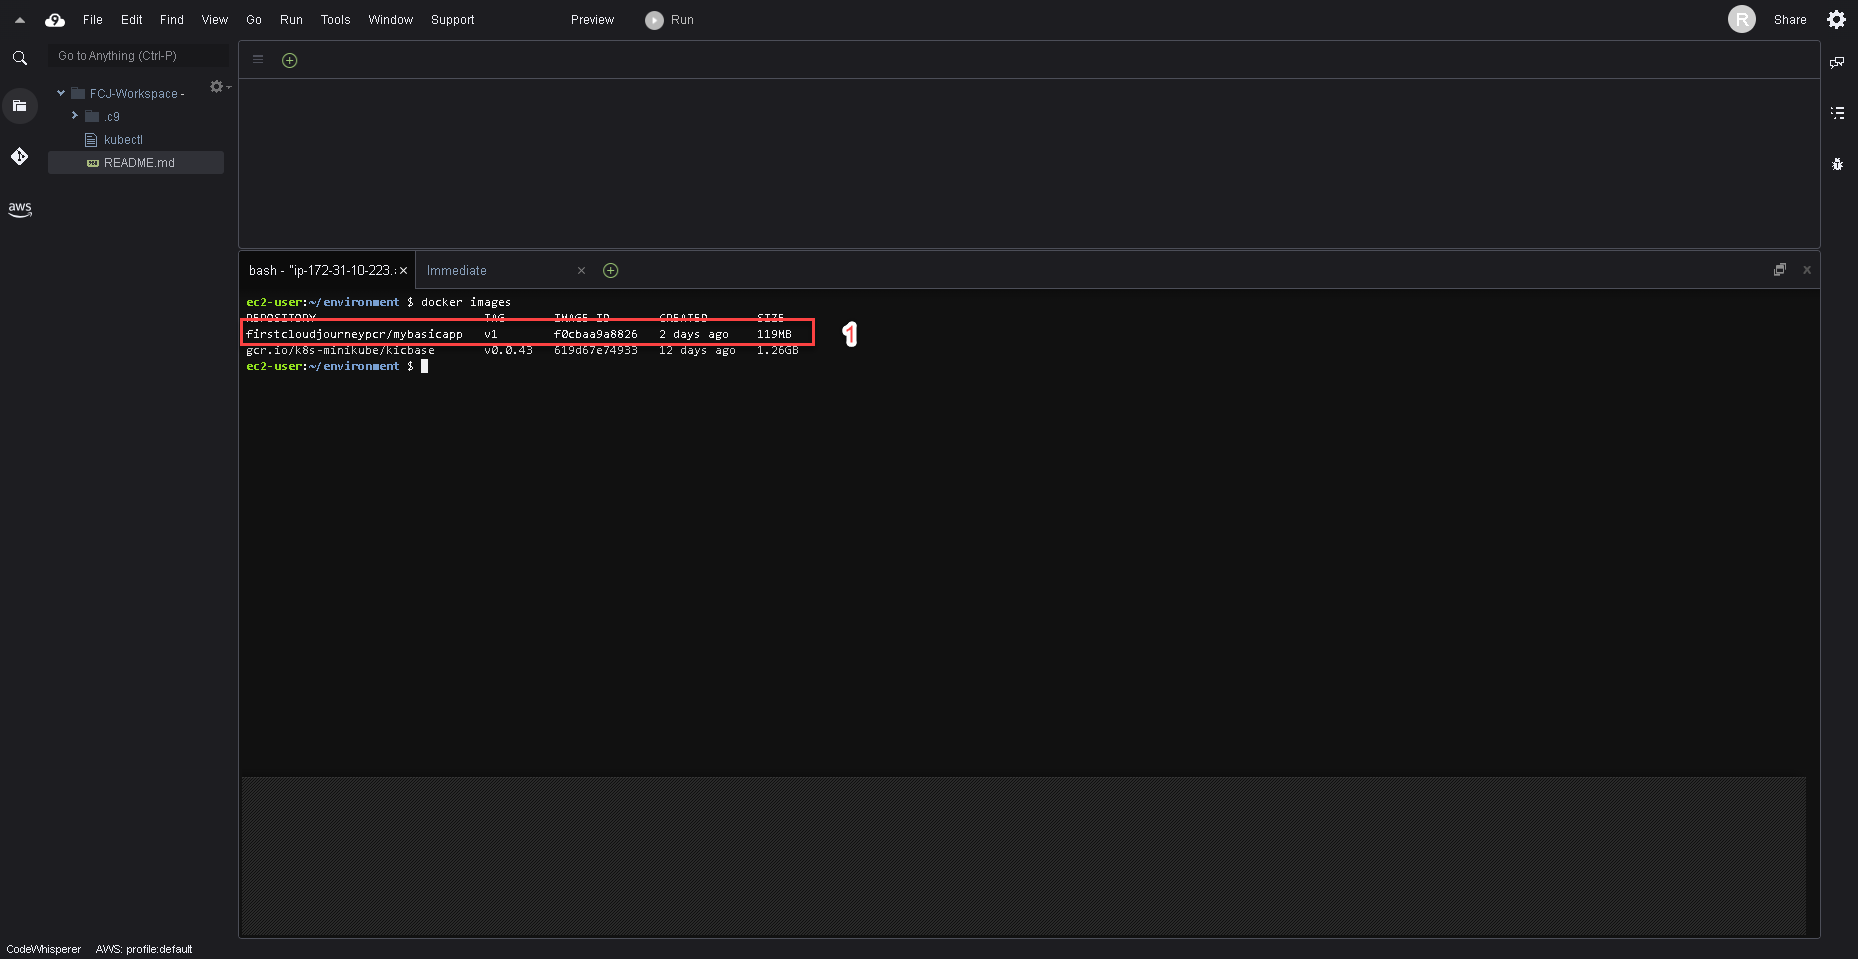 File Edit Find View Go Run Tools Window Support Preview Run R Share
Go to Anything (Ctrl-P)
FCJ-Workspace -
.c9
kubectl
README.md
aws
bash - "ip-172-31-10-223.
Immediate
ec2-user:~/environment $ docker images
REPOSITORY TAG IMAGE ID CREATED SIZE
firstcloudjourneypcr/mybasicapp v1 f0cbaa9a8826 2 days ago 119MB
1
gcr.io/k8s-minikube/kicbase v0.0.43 619d67e74933 12 days ago 1.26GB
ec2-user:~/environment $
CodeWhisperer AWS: profile:default